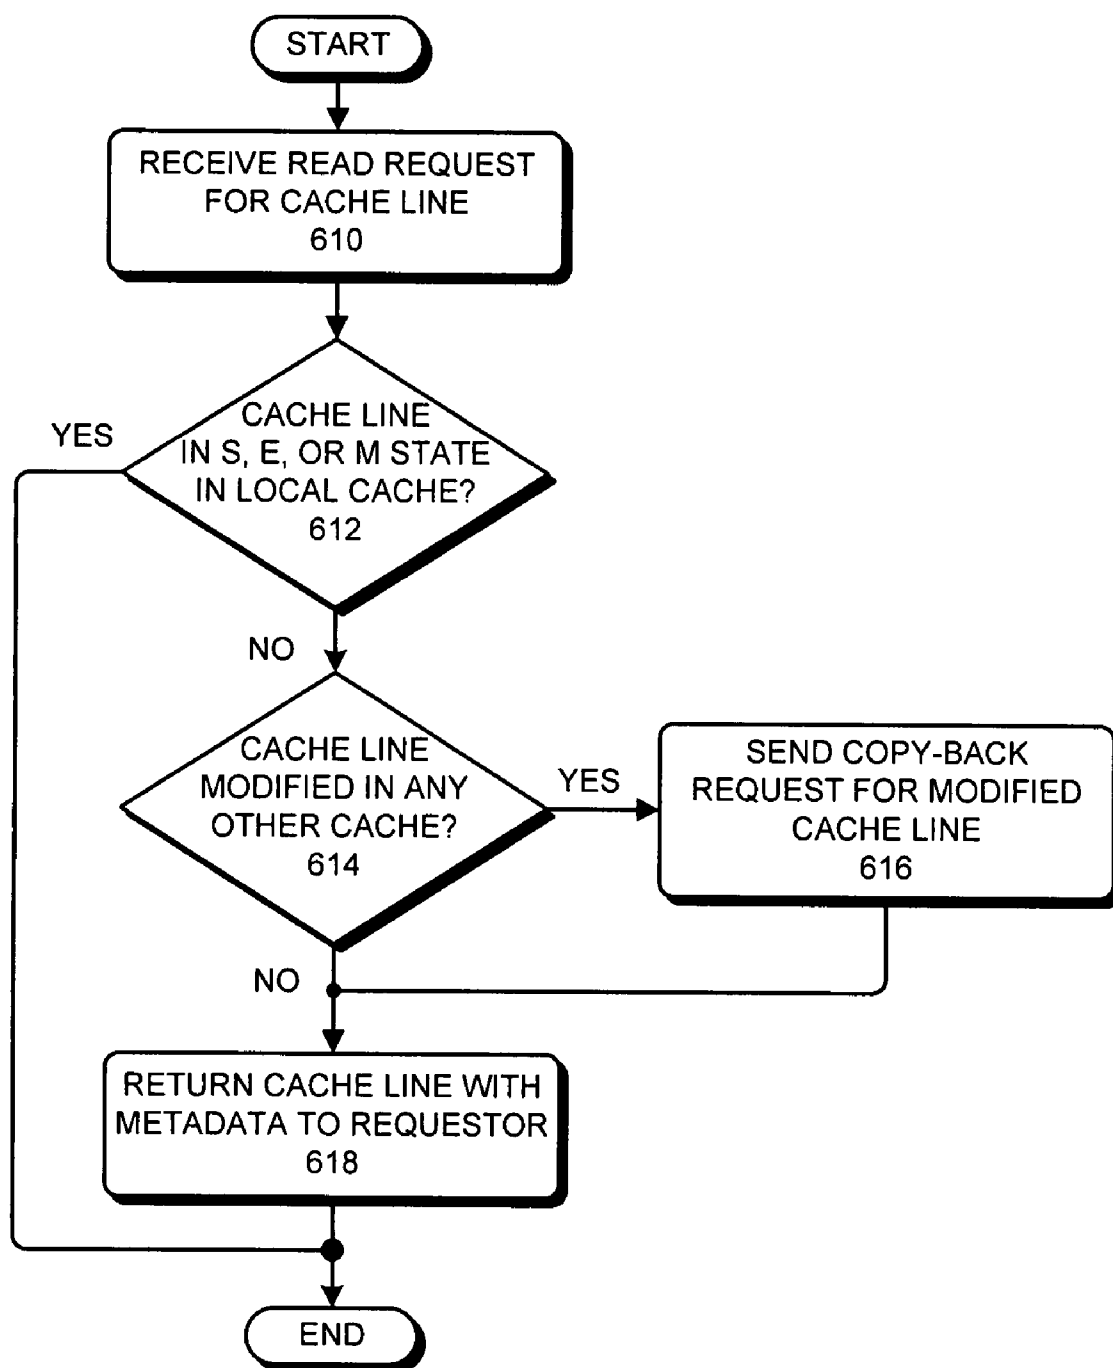 START
RECEIVE READ REQUEST
FOR CACHE LINE
610
CACHE LINE
IN S, E, OR M STATE
IN LOCAL CACHE?
612
YES
NO
CACHE LINE
MODIFIED IN ANY
OTHER CACHE?
614
YES
SEND COPY-BACK
REQUEST FOR MODIFIED
CACHE LINE
616
NO
RETURN CACHE LINE WITH
METADATA TO REQUESTOR
618
END